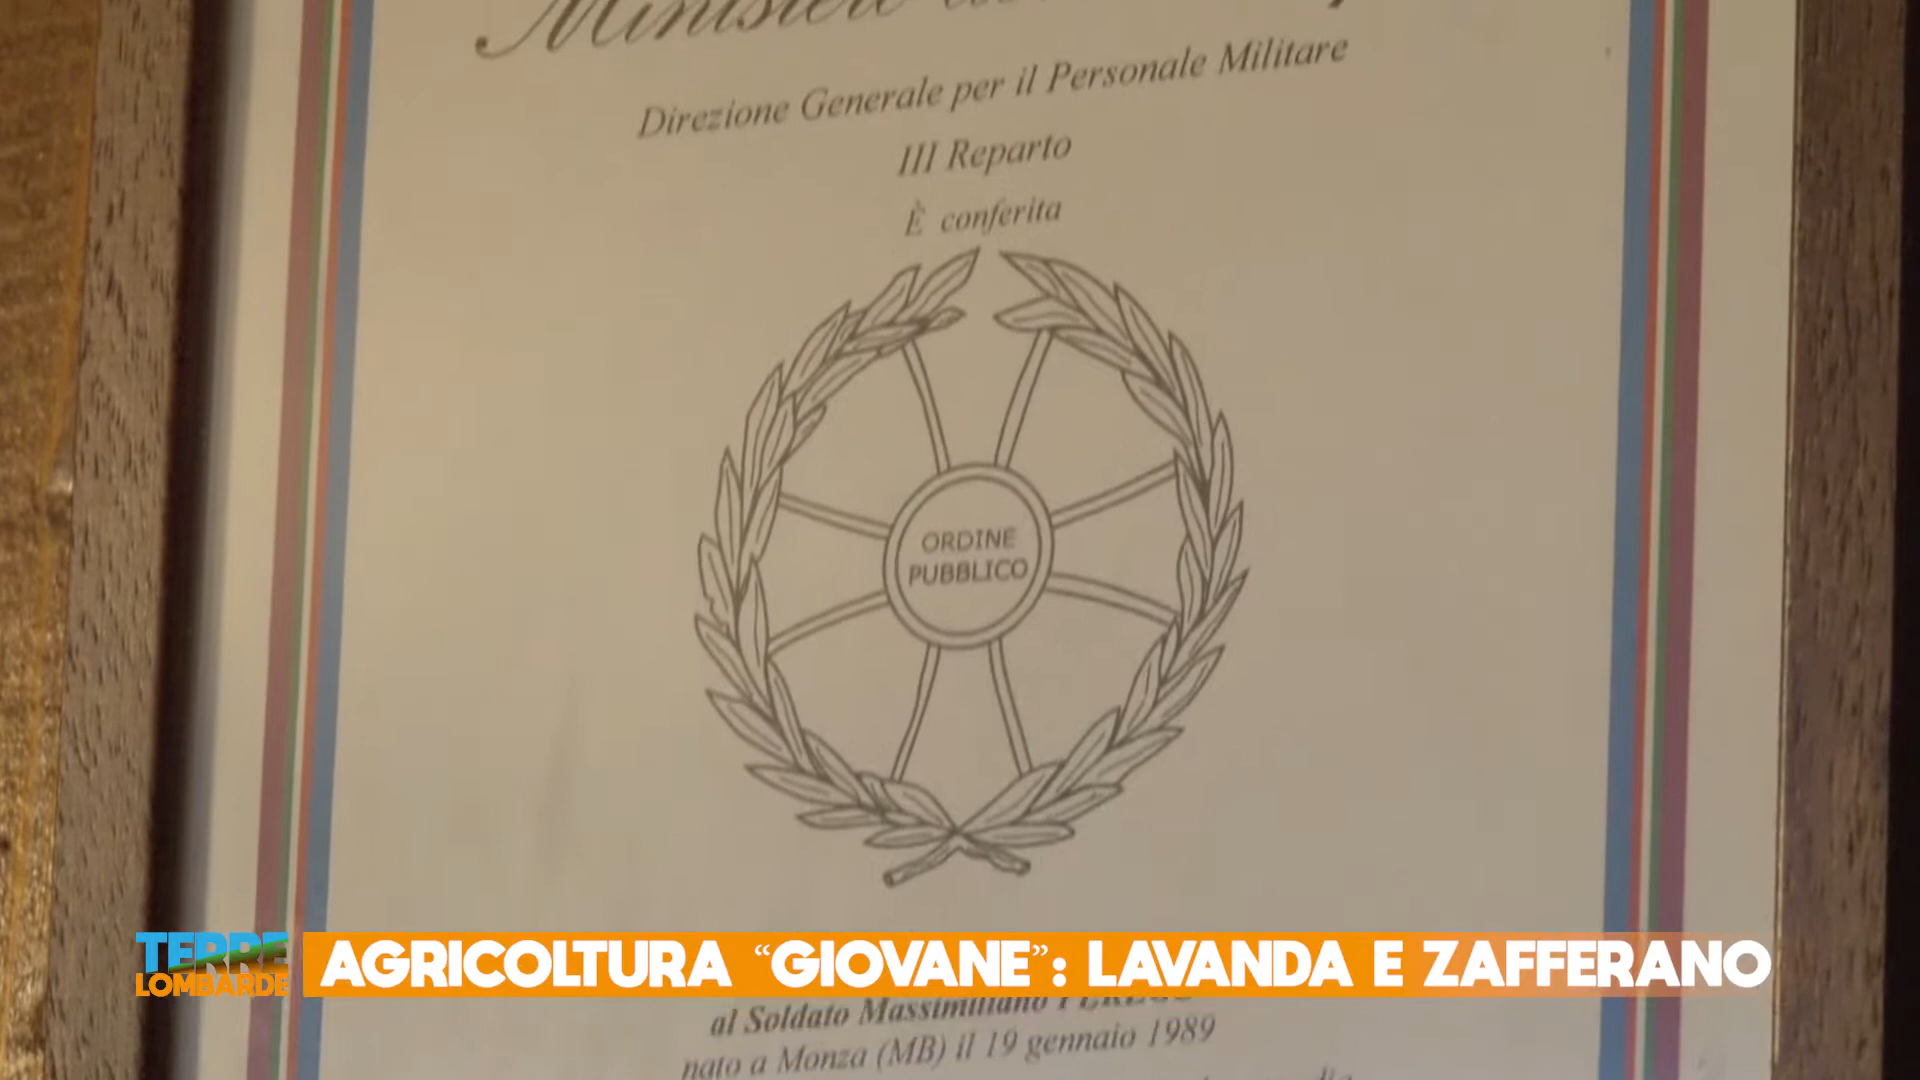 Ministero
Direzione Generale per il Personale Militare
III Reparto
È conferita
ORDINE
PUBBLICO
TERRE
LOMBARDE
AGRICOLTURA “GIOVANE”: LAVANDA E ZAFFERANO
al Soldato Massimiliano
nato a Monza (MB) il 19 gennaio 1989